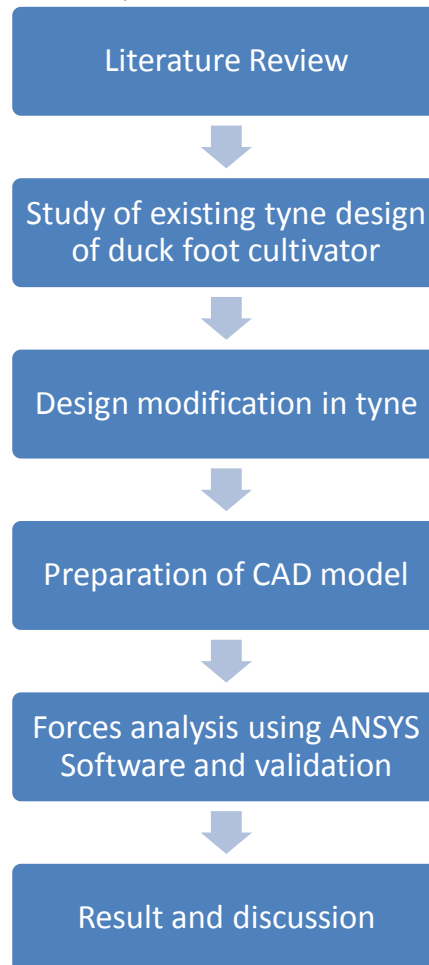 Literature Review
Study of existing tyne design
of duck foot cultivator
Design modification in tyne
Preparation of CAD model
Forces analysis using ANSYS
Software and validation
Result and discussion